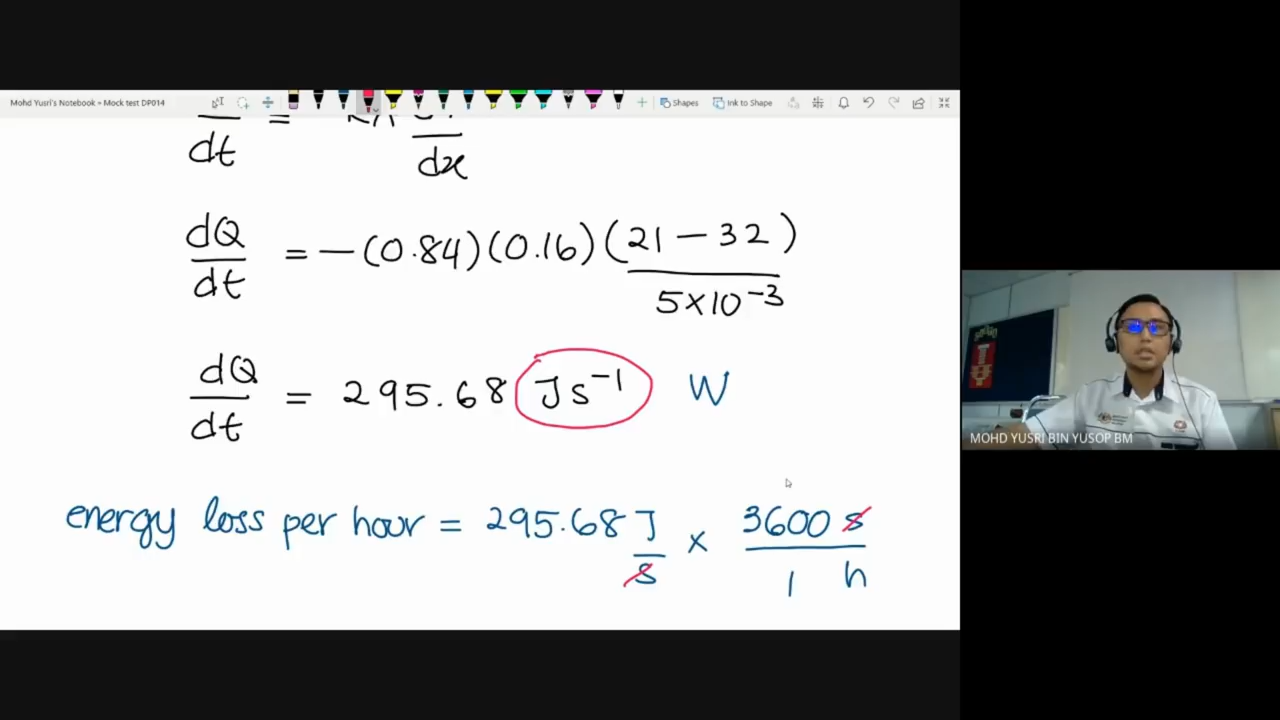 Mohd Yusri's Notebook » Mock test DP014
Shapes
Ink to Shape
dt = dx
dQ/dt = -(0.84)(0.16)(21 - 32)/(5x10⁻³)
dQ/dt = 295.68 Js⁻¹ W
energy loss per hour = 295.68 J/s x 3600 s/1 h
MOHD YUSRI BIN YUSOP BM